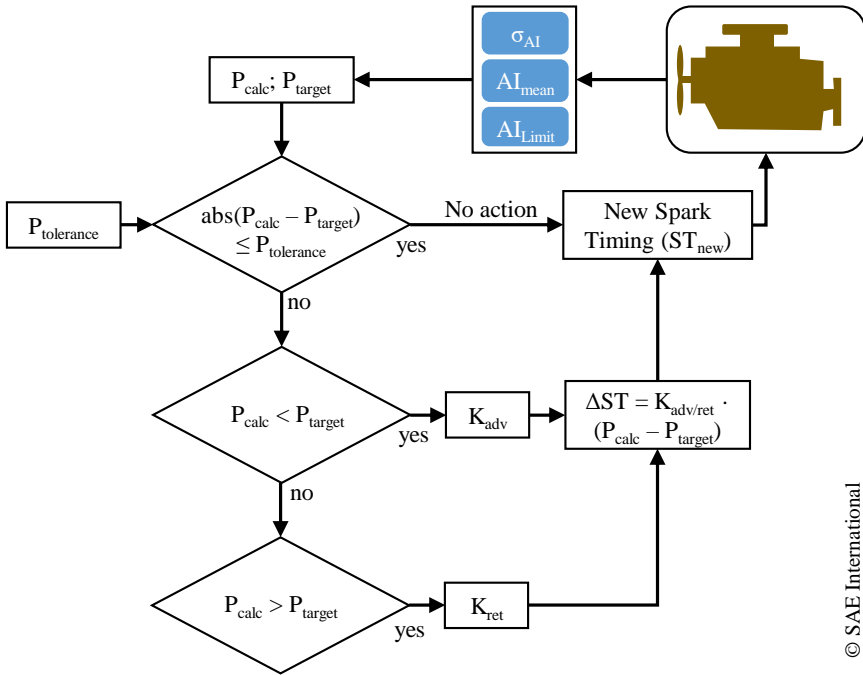 σAI
AImean
AILimit
Pcalc; Ptarget
Ptolerance
abs(Pcalc – Ptarget)
≤ Ptolerance
yes
No action
New Spark
Timing (STnew)
no
Pcalc < Ptarget
yes
Kadv
ΔST = Kadv/ret ·
(Pcalc – Ptarget)
no
Pcalc > Ptarget
yes
Kret
© SAE International